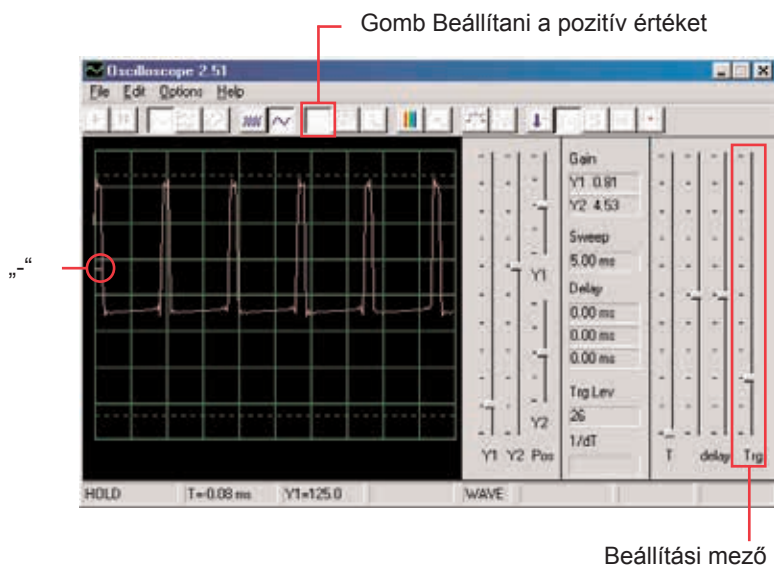 Gomb Beállítani a pozitív értéket
Oscilloscope 2.51
File Edit Options Help
„-“
Gain
Y1 0.81
Y2 4.53
Sweep
5.00 ms
Delay
0.00 ms
0.00 ms
0.00 ms
Trg Lev
26
1/dT
Y1
Y2
Y1 Y2 Pos
T delay Trg
HOLD T=-0.08 ms Y1=125.0 WAVE
Beállítási mező